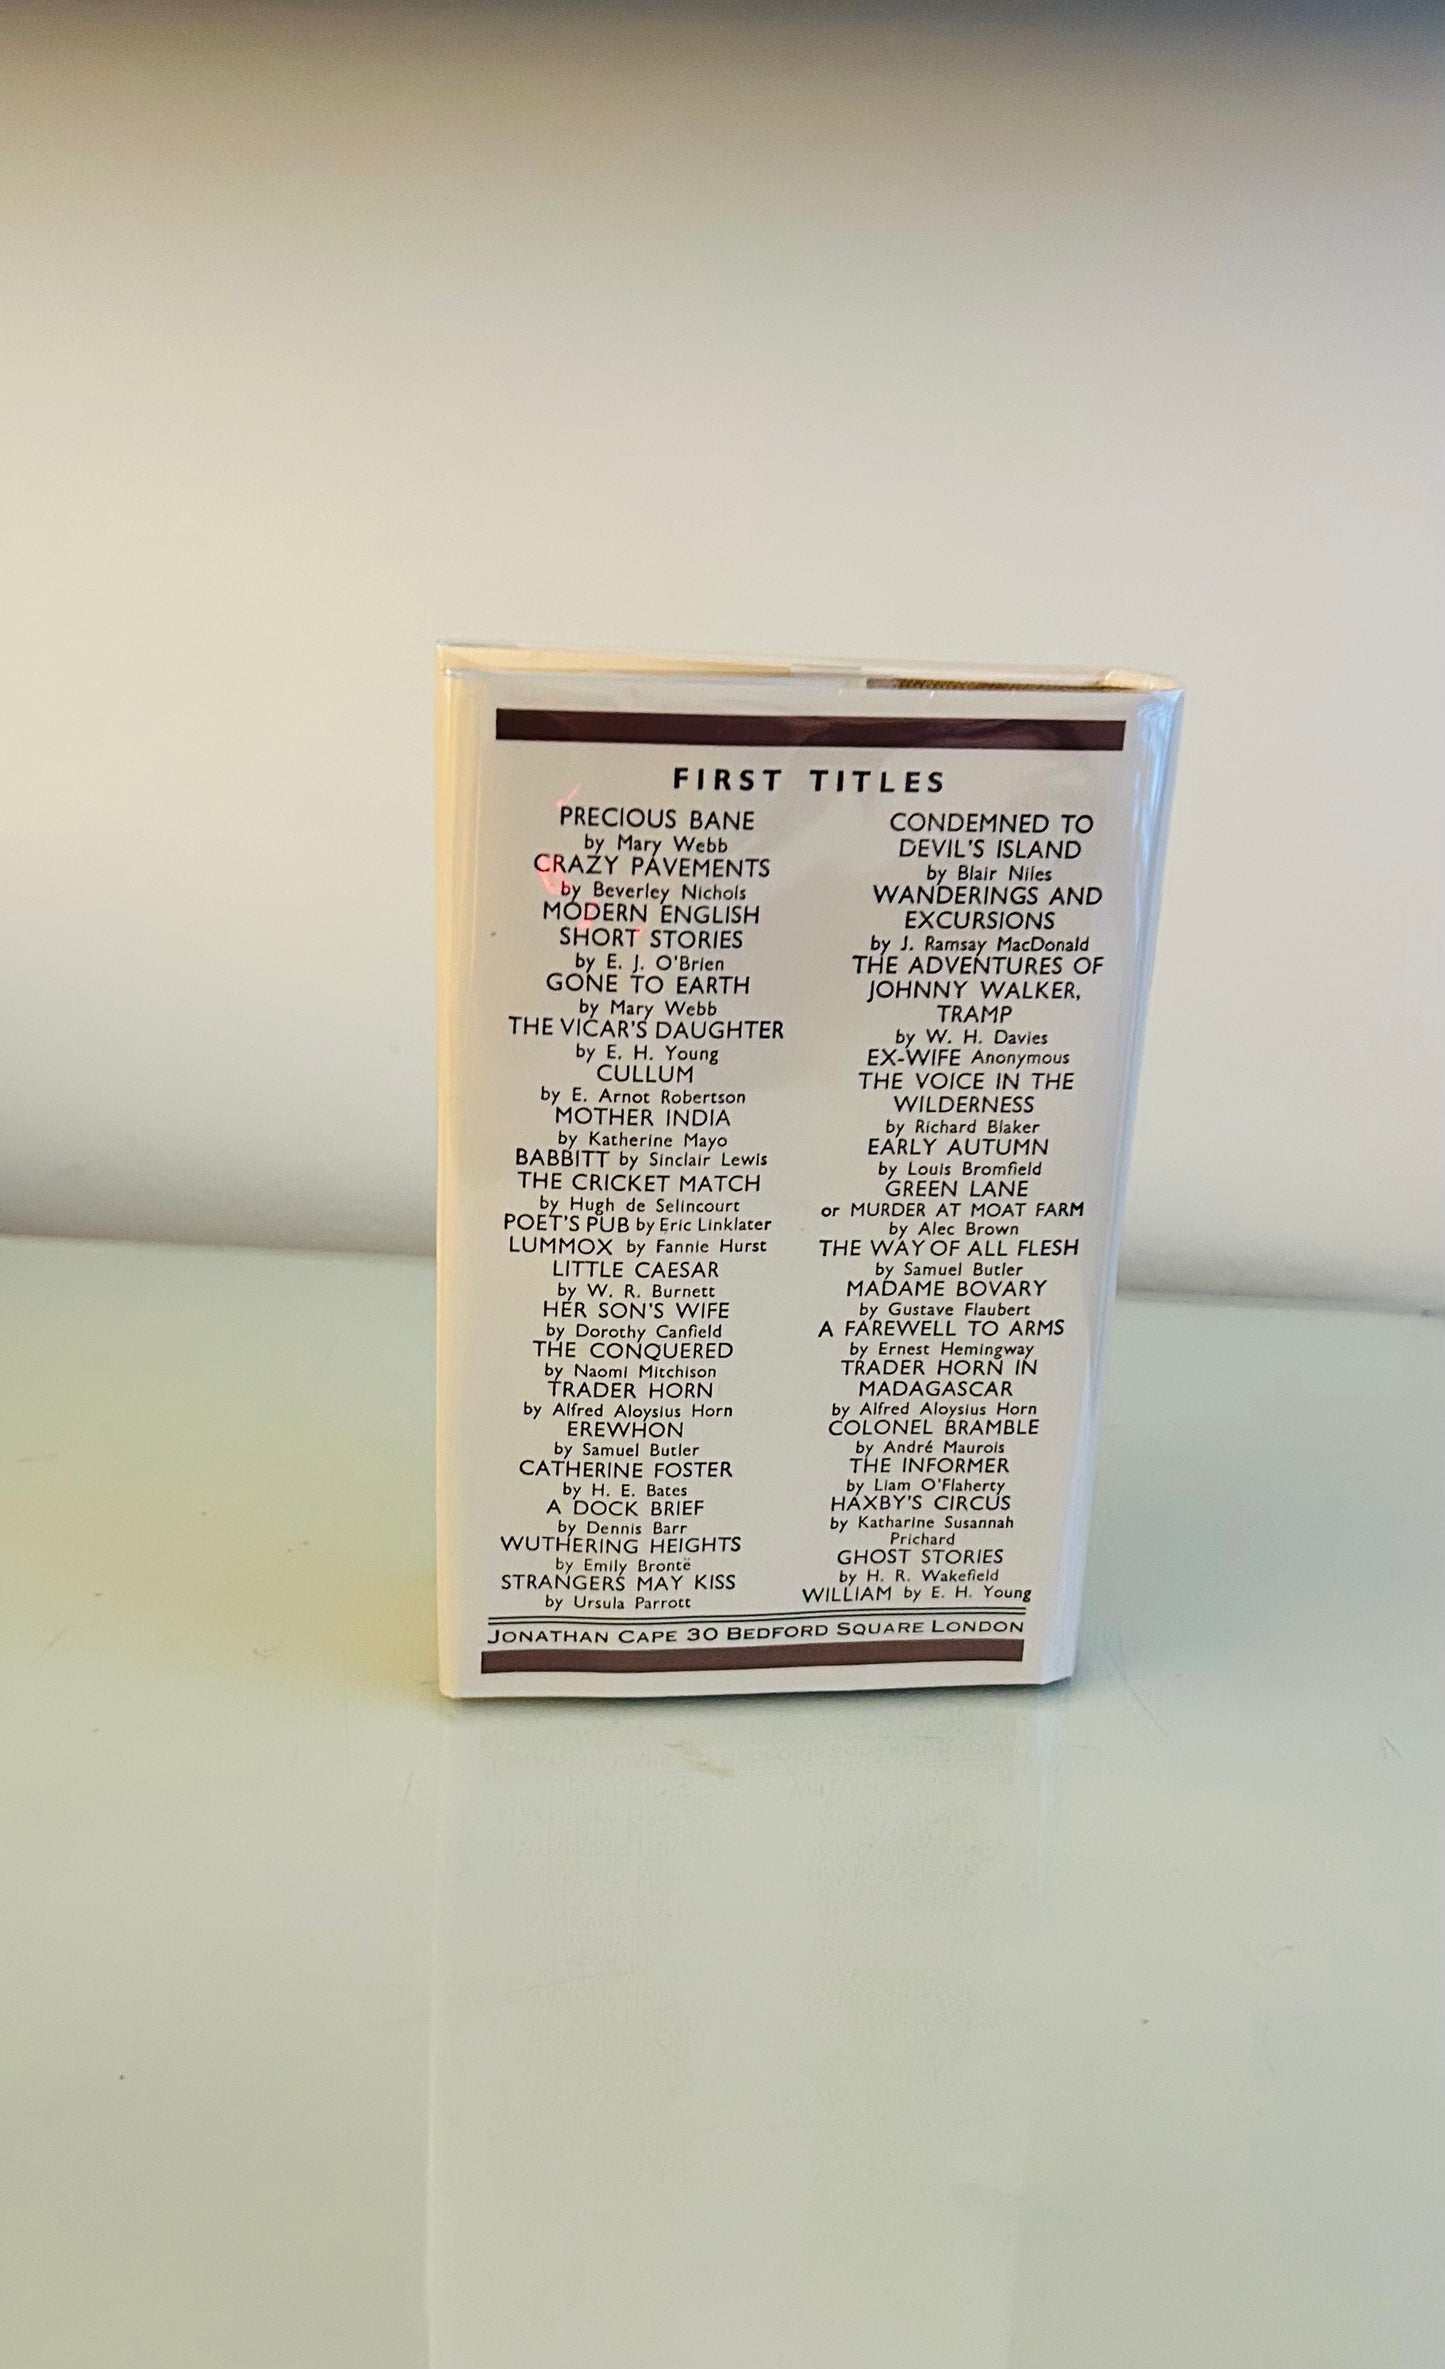 FIRST TITLES
PRECIOUS BANE
by Mary Webb
CRAZY PAVEMENTS
by Beverley Nichols
MODERN ENGLISH
SHORT STORIES
by E. J. O'Brien
GONE TO EARTH
by Mary Webb
THE VICAR'S DAUGHTER
by E. H. Young
CULLUM
by E. Arnot Robertson
MOTHER INDIA
by Katherine Mayo
BABBITT by Sinclair Lewis
THE CRICKET MATCH
by Hugh de Selincourt
POET'S PUB by Eric Linklater
LUMMOX by Fannie Hurst
LITTLE CAESAR
by W. R. Burnett
HER SON'S WIFE
by Dorothy Canfield
THE CONQUERED
by Naomi Mitchison
TRADER HORN
by Alfred Aloysius Horn
EREWHON
by Samuel Butler
CATHERINE FOSTER
by H. E. Bates
A DOCK BRIEF
by Dennis Barr
WUTHERING HEIGHTS
by Emily Brontë
STRANGERS MAY KISS
by Ursula Parrott
CONDEMNED TO
DEVIL'S ISLAND
by Blair Niles
WANDERINGS AND
EXCURSIONS
by J. Ramsay MacDonald
THE ADVENTURES OF
JOHNNY WALKER,
TRAMP
by W. H. Davies
EX-WIFE Anonymous
THE VOICE IN THE
WILDERNESS
by Richard Blaker
EARLY AUTUMN
by Louis Bromfield
GREEN LANE
or MURDER AT MOAT FARM
by Alec Brown
THE WAY OF ALL FLESH
by Samuel Butler
MADAME BOVARY
by Gustave Flaubert
A FAREWELL TO ARMS
by Ernest Hemingway
TRADER HORN IN
MADAGASCAR
by Alfred Aloysius Horn
COLONEL BRAMBLE
by André Maurois
THE INFORMER
by Liam O'Flaherty
HAXBY'S CIRCUS
by Katharine Susannah
Prichard
GHOST STORIES
by H. R. Wakefield
WILLIAM by E. H. Young
JONATHAN CAPE 30 BEDFORD SQUARE LONDON